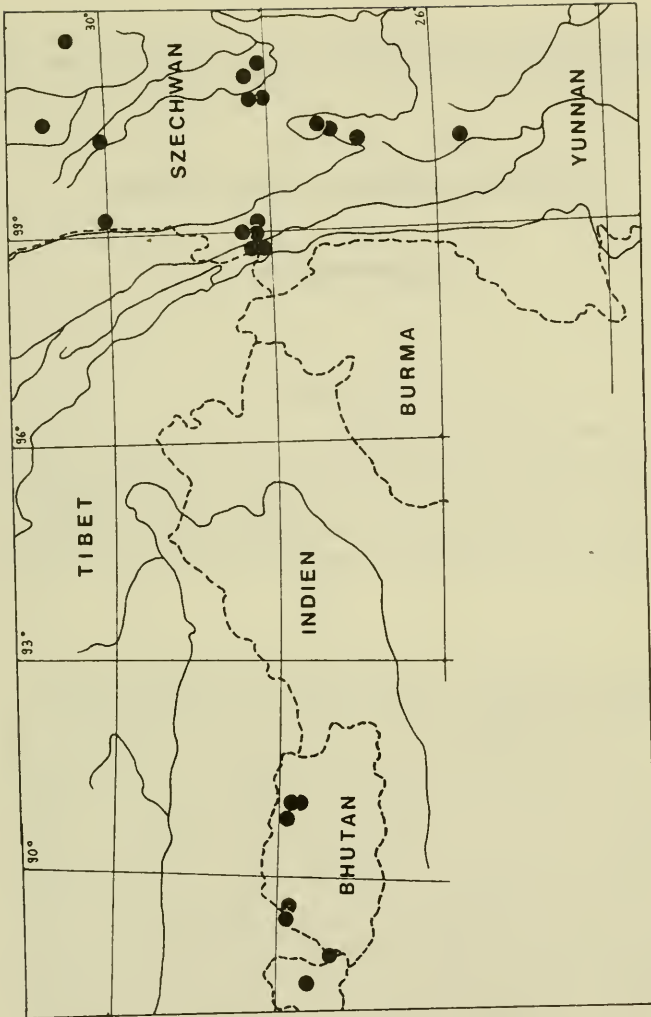 90° 93° 96° 99°
TIBET
30°
SZECHWAN
INDIEN
BHUTAN
BURMA
26
YUNNAN